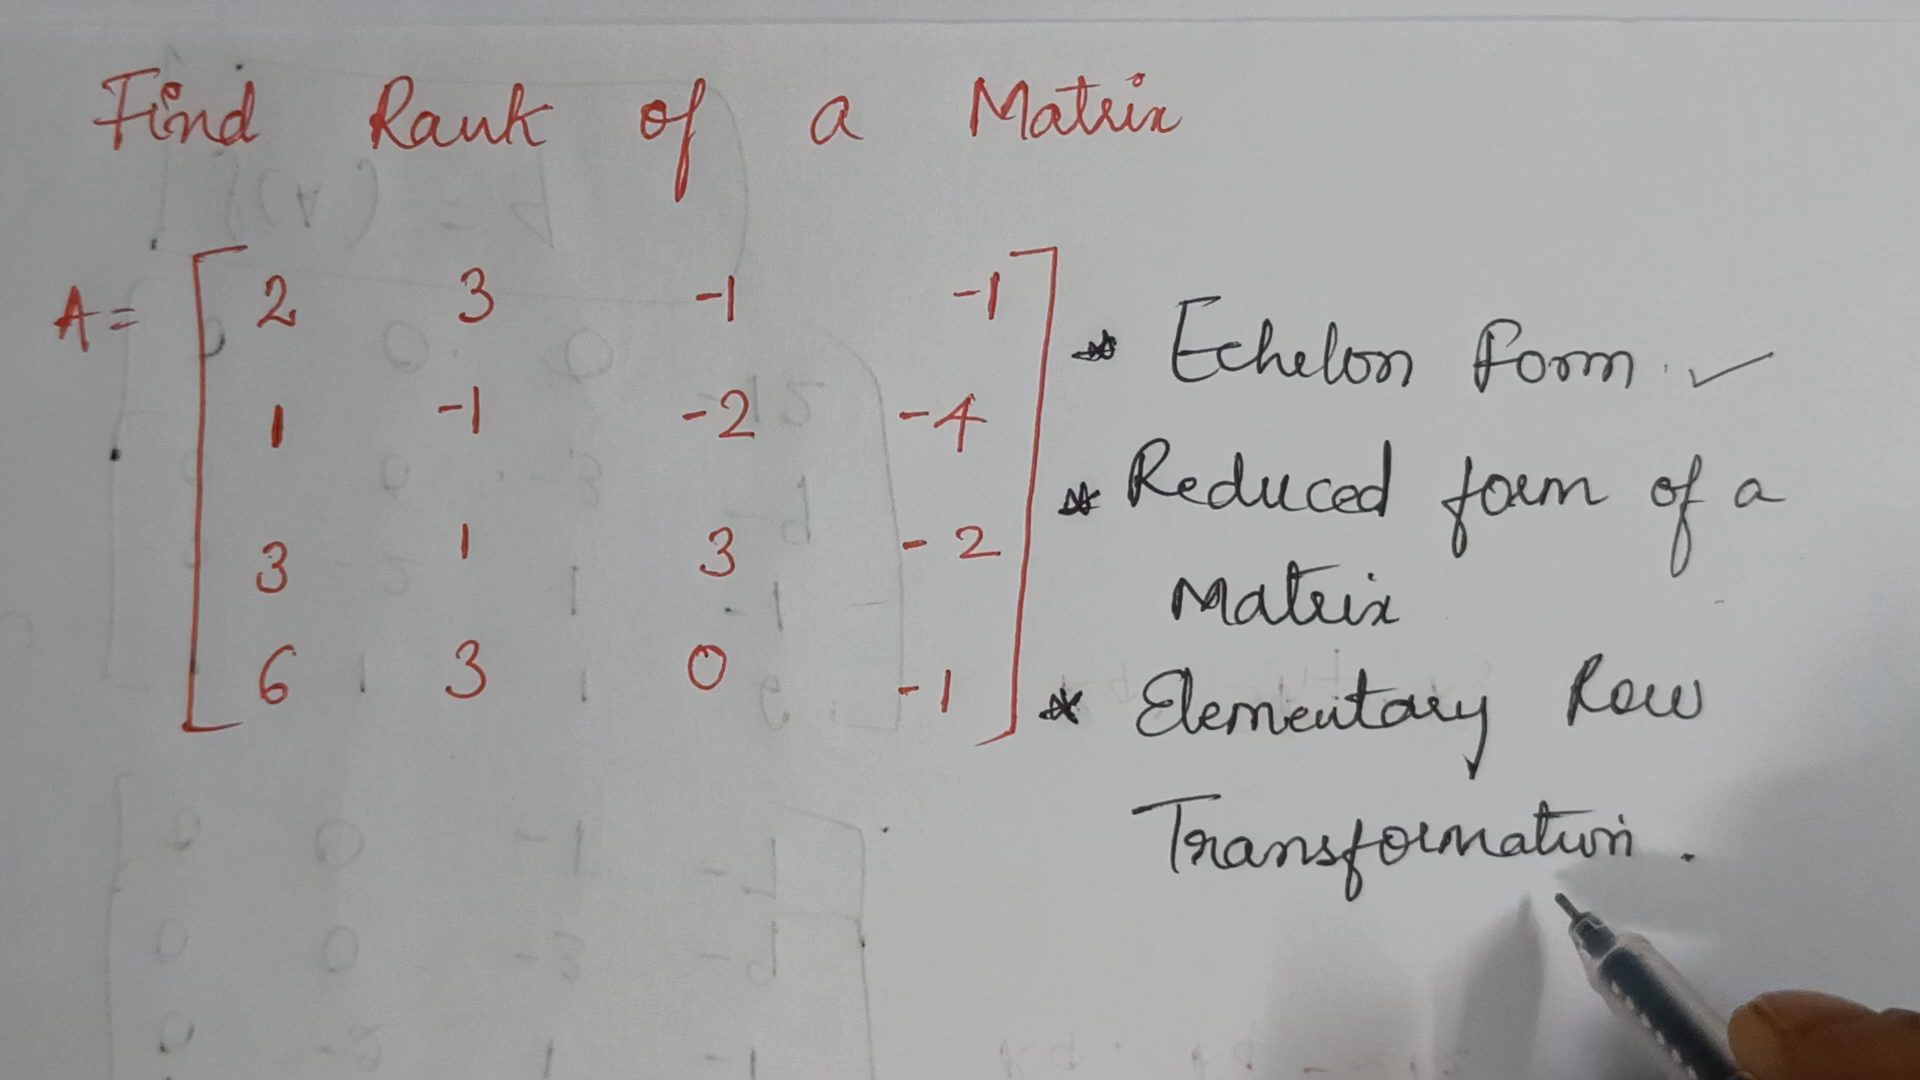 Find Rank of a Matrix
A = [ 2 3 -1 -1
1 -1 -2 -4
3 1 3 -2
6 3 0 -1 ]
* Echelon form. ✓
* Reduced form of a
Matrix
* Elementary Row
Transformation.